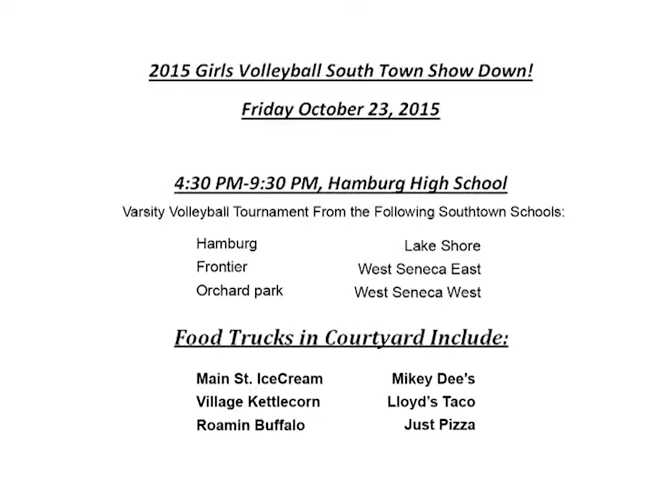 2015 Girls Volleyball South Town Show Down!
Friday October 23, 2015
4:30 PM-9:30 PM, Hamburg High School
Varsity Volleyball Tournament From the Following Southtown Schools:
Hamburg Lake Shore
Frontier West Seneca East
Orchard park West Seneca West
Food Trucks in Courtyard Include:
Main St. IceCream Mikey Dee's
Village Kettlecorn Lloyd's Taco
Roamin Buffalo Just Pizza